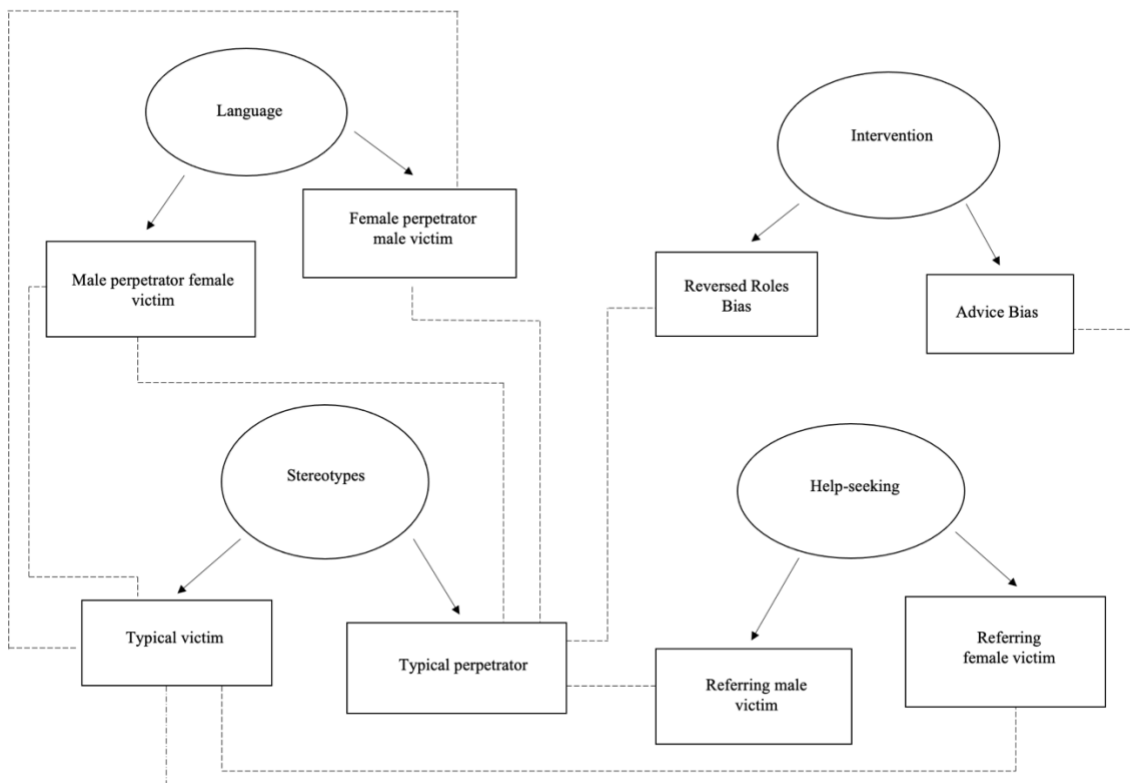 Language
Intervention
Female perpetrator
male victim
Male perpetrator female
victim
Reversed Roles
Bias
Advice Bias
Stereotypes
Help-seeking
Typical victim
Typical perpetrator
Referring male
victim
Referring
female victim